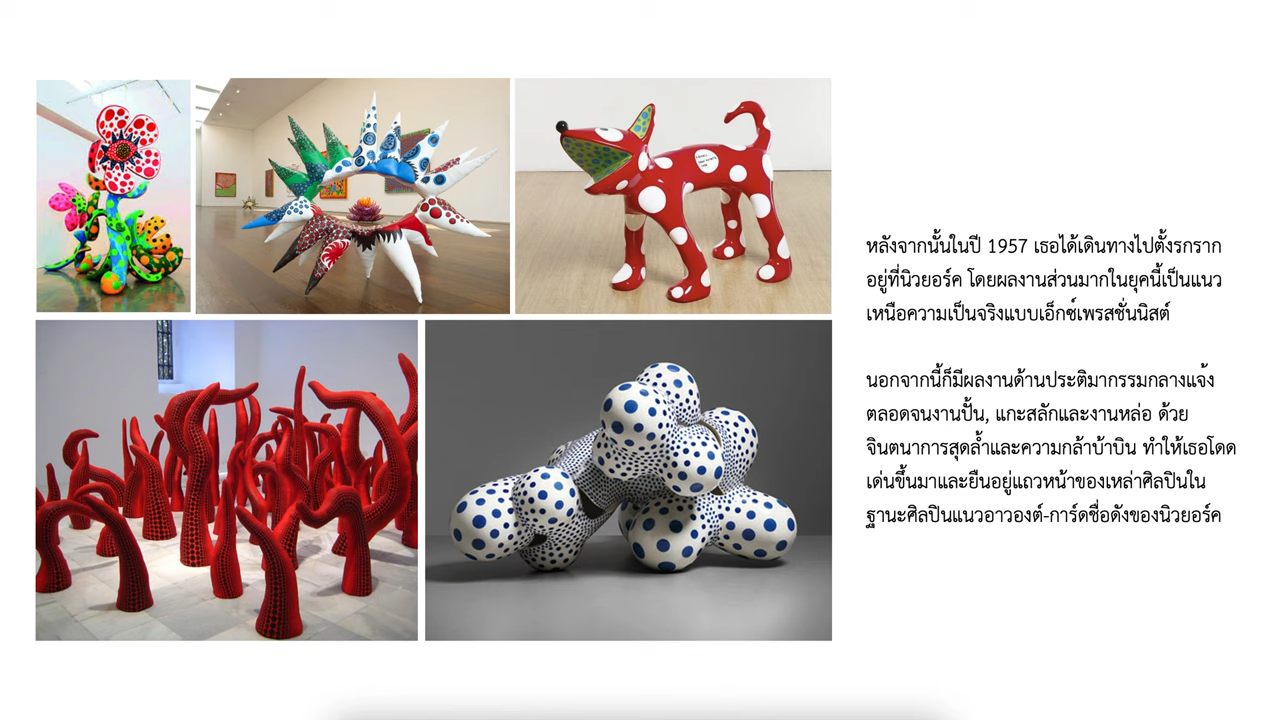 หลังจากนั้นในปี 1957 เธอได้เดินทางไปตั้งรกราก
อยู่ที่นิวยอร์ค โดยผลงานส่วนมากในยุคนี้เป็นแนว
เหนือความเป็นจริงแบบเอ็กซ์เพรสชั่นนิสต์
นอกจากนี้ก็มีผลงานด้านประติมากรรมกลางแจ้ง
ตลอดจนงานปั้น, แกะสลักและงานหล่อ ด้วย
จินตนาการสุดล้ำและความกล้าบ้าบิน ทำให้เธอโดด
เด่นขึ้นมาและยืนอยู่แถวหน้าของเหล่าศิลปินใน
ฐานะศิลปินแนวอาวองต์-การ์ดชื่อดังของนิวยอร์ค